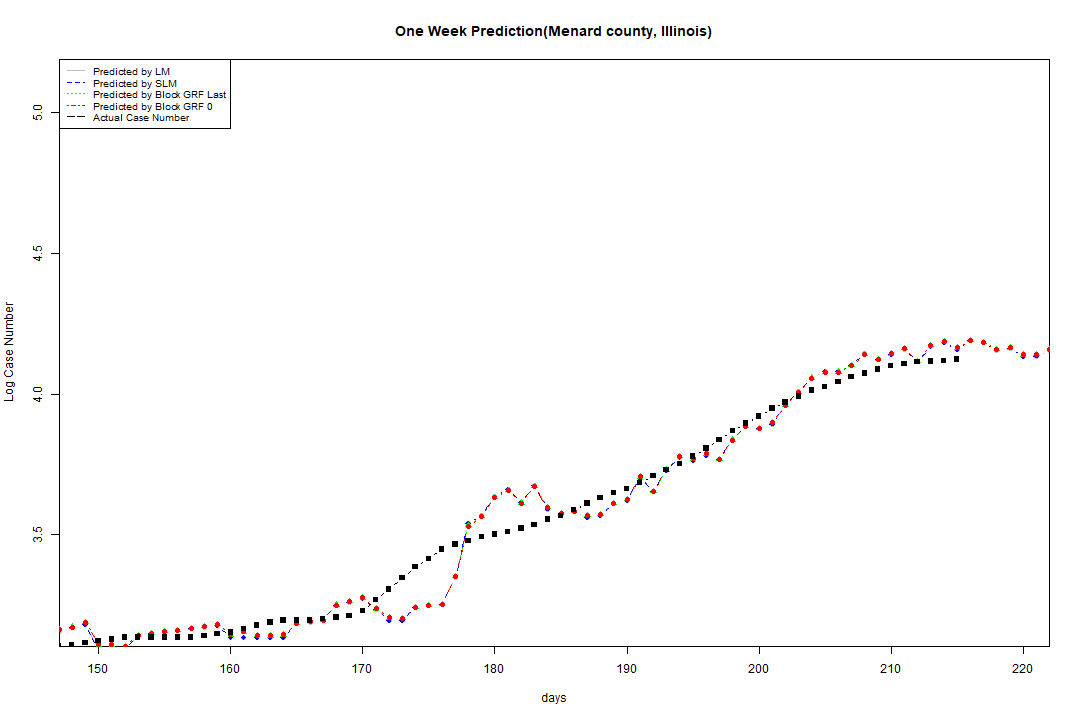 One Week Prediction(Menard county, Illinois)
Predicted by LM
Predicted by SLM
Predicted by Block GRF Last
Predicted by Block GRF 0
Actual Case Number
5.0
4.5
4.0
3.5
Log Case Number
150 160 170 180 190 200 210 220
days